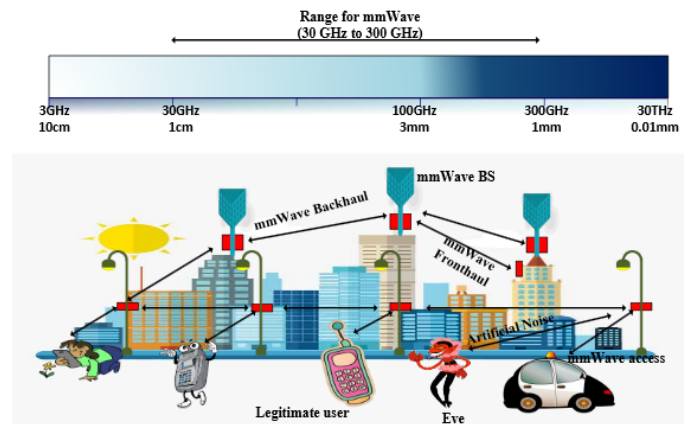 Range for mmWave
(30 GHz to 300 GHz)
3GHz 30GHz 100GHz 300GHz 30THz
10cm 1cm 3mm 1mm 0.01mm
mmWave BS
mmWave Backhaul
mmWave
Fronthaul
Artificial Noise
mmWave access
Legitimate user
Eve